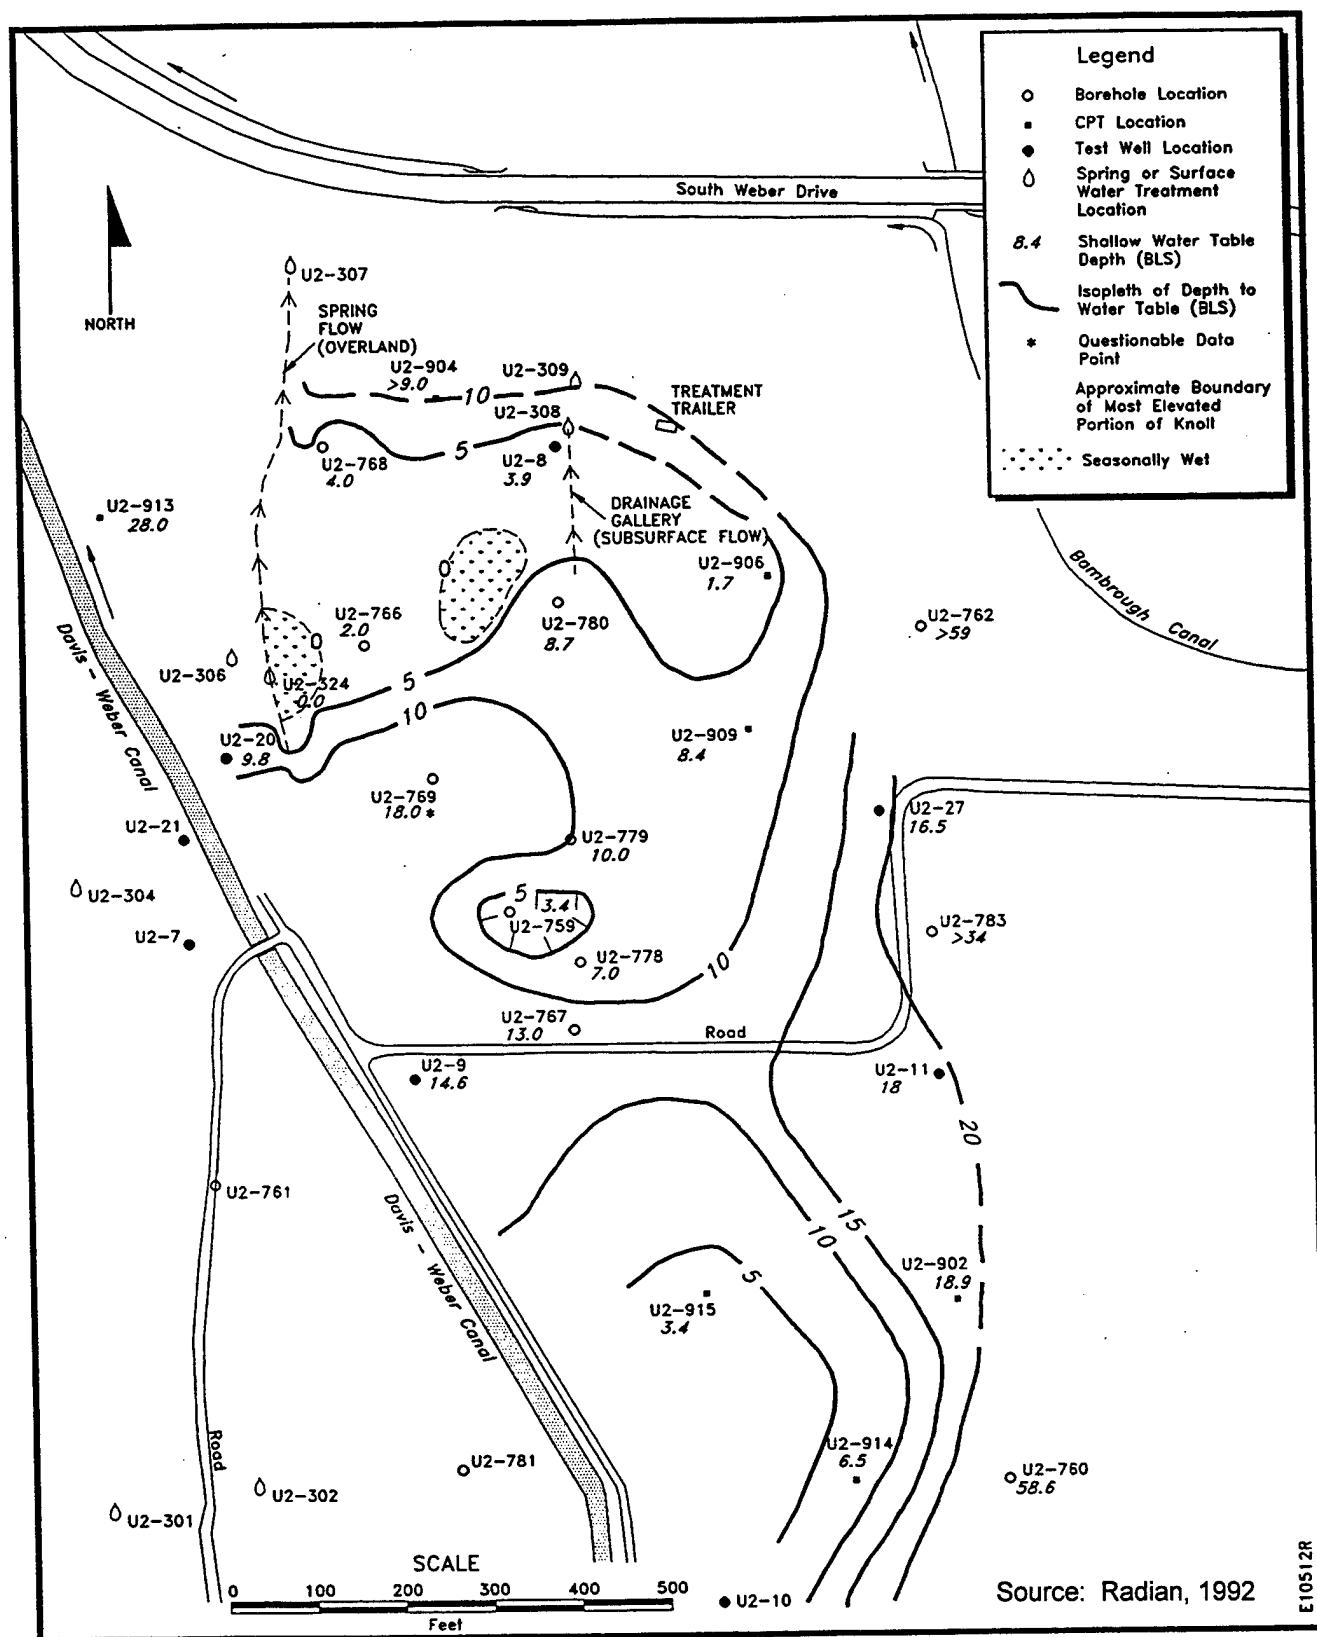 Legend
Borehole Location
CPT Location
Test Well Location
Spring or Surface
Water Treatment
Location
8.4 Shallow Water Table
Depth (BLS)
Isopleth of Depth to
Water Table (BLS)
* Questionable Data
Point
Approximate Boundary
of Most Elevated
Portion of Knoll
Seasonally Wet
South Weber Drive
NORTH
U2-307
SPRING
FLOW
(OVERLAND)
U2-904
>9.0
10
U2-309
TREATMENT
TRAILER
U2-308
5
U2-768
4.0
U2-8
3.9
U2-913
28.0
DRAINAGE
GALLERY
(SUBSURFACE FLOW)
U2-906
1.7
Bambrough Canal
U2-766
2.0
U2-780
8.7
U2-762
>59
Davis - Weber Canal
U2-306
U2-324
0.0
5
10
U2-20
9.8
U2-909
8.4
U2-769
18.0 *
U2-27
16.5
U2-21
U2-779
10.0
U2-304
5
3.4
U2-759
U2-783
>34
U2-7
U2-778
7.0
10
U2-767
13.0
Road
U2-9
14.6
U2-11
18
20
U2-761
Davis - Weber Canal
15
10
U2-902
18.9
5
U2-915
3.4
Road
U2-914
6.5
U2-781
U2-760
58.6
U2-302
U2-301
SCALE
0 100 200 300 400 500
Feet
U2-10
Source: Radian, 1992
E10512R